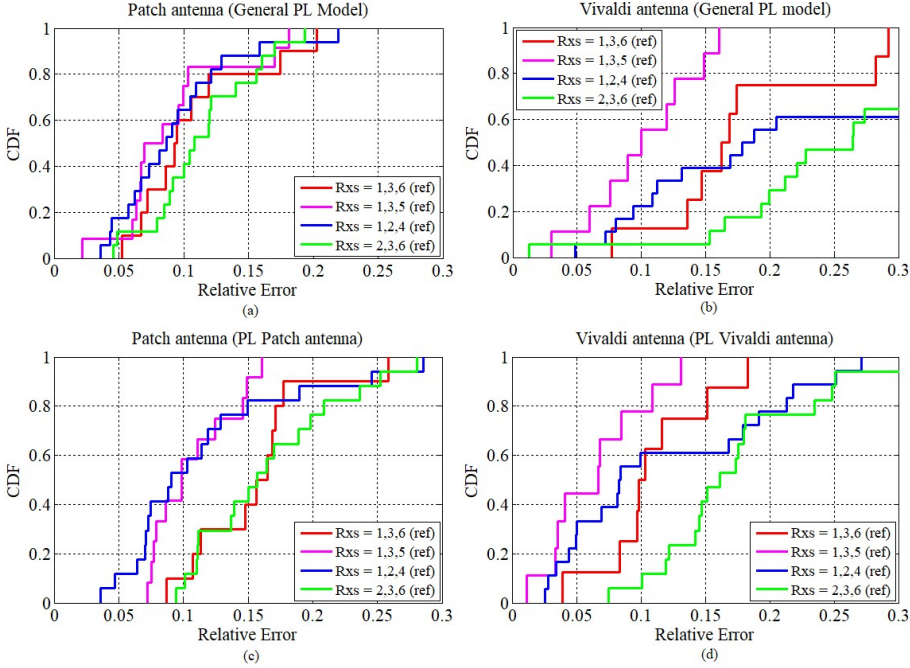 Patch antenna (General PL Model)
1
0.8
0.6
0.4
0.2
0
CDF
0
0.05
0.1
0.15
0.2
0.25
0.3
Relative Error
Rxs = 1,3,6 (ref)
Rxs = 1,3,5 (ref)
Rxs = 1,2,4 (ref)
Rxs = 2,3,6 (ref)
(a)
Vivaldi antenna (General PL model)
1
0.8
0.6
0.4
0.2
0
CDF
Rxs = 1,3,6 (ref)
Rxs = 1,3,5 (ref)
Rxs = 1,2,4 (ref)
Rxs = 2,3,6 (ref)
0
0.05
0.1
0.15
0.2
0.25
0.3
Relative Error
(b)
Patch antenna (PL Patch antenna)
1
0.8
0.6
0.4
0.2
0
CDF
Rxs = 1,3,6 (ref)
Rxs = 1,3,5 (ref)
Rxs = 1,2,4 (ref)
Rxs = 2,3,6 (ref)
0
0.05
0.1
0.15
0.2
0.25
0.3
Relative Error
(c)
Vivaldi antenna (PL Vivaldi antenna)
1
0.8
0.6
0.4
0.2
0
CDF
Rxs = 1,3,6 (ref)
Rxs = 1,3,5 (ref)
Rxs = 1,2,4 (ref)
Rxs = 2,3,6 (ref)
0
0.05
0.1
0.15
0.2
0.25
0.3
Relative Error
(d)